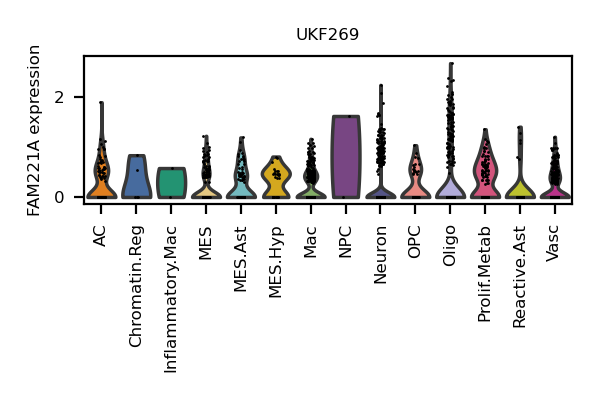 UKF269
FAM221A expression
2
0
AC
Chromatin.Reg
Inflammatory.Mac
MES
MES.Ast
MES.Hyp
Mac
NPC
Neuron
OPC
Oligo
Prolif.Metab
Reactive.Ast
Vasc